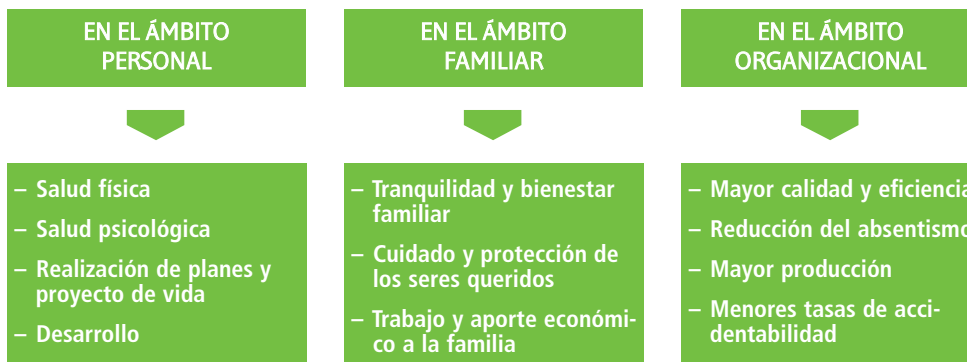 EN EL ÁMBITO
PERSONAL
– Salud física
– Salud psicológica
– Realización de planes y
proyecto de vida
– Desarrollo
EN EL ÁMBITO
FAMILIAR
– Tranquilidad y bienestar
familiar
– Cuidado y protección de
los seres queridos
– Trabajo y aporte económi-
co a la familia
EN EL ÁMBITO
ORGANIZACIONAL
– Mayor calidad y eficiencia
– Reducción del absentismo
– Mayor producción
– Menores tasas de acci-
dentabilidad